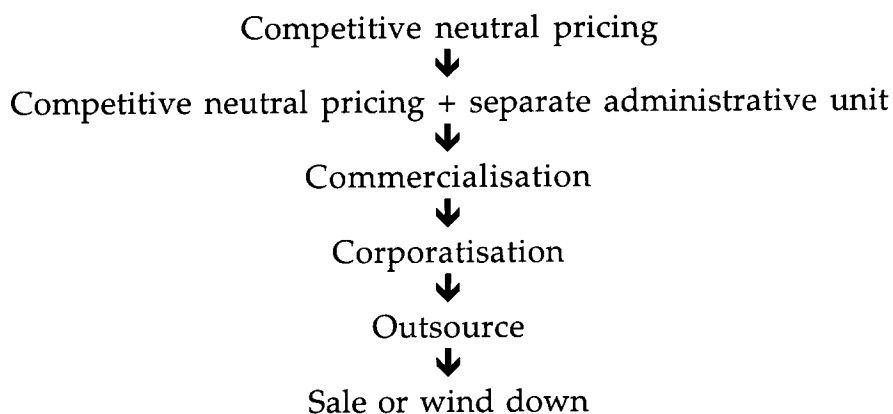 Competitive neutral pricing
Competitive neutral pricing + separate administrative unit
Commercialisation
Corporatisation
Outsource
Sale or wind down